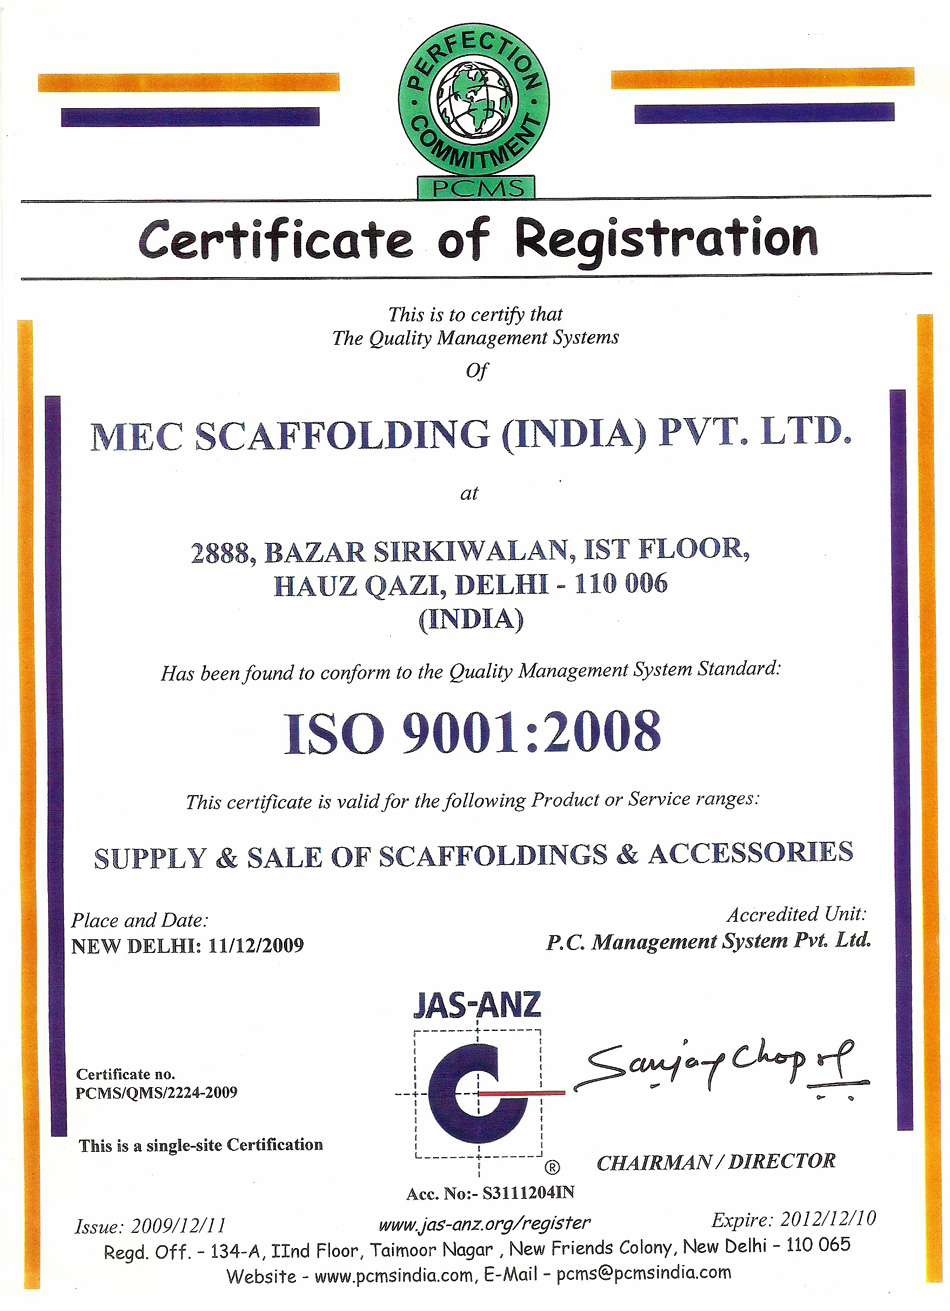 PERFECTION
COMMITMENT
PCMS
Certificate of Registration
This is to certify that
The Quality Management Systems
Of
MEC SCAFFOLDING (INDIA) PVT. LTD.
at
2888, BAZAR SIRKIWALAN, IST FLOOR,
HAUZ QAZI, DELHI - 110 006
(INDIA)
Has been found to conform to the Quality Management System Standard:
ISO 9001:2008
This certificate is valid for the following Product or Service ranges:
SUPPLY & SALE OF SCAFFOLDINGS & ACCESSORIES
Place and Date:
NEW DELHI: 11/12/2009
Accredited Unit:
P.C. Management System Pvt. Ltd.
JAS-ANZ
®
Certificate no.
PCMS/QMS/2224-2009
This is a single-site Certification
Sanjay
CHAIRMAN / DIRECTOR
Acc. No:- S3111204IN
Issue: 2009/12/11
www.jas-anz.org/register
Expire: 2012/12/10
Regd. Off. - 134-A, IInd Floor, Taimoor Nagar , New Friends Colony, New Delhi - 110 065
Website - www.pcmsindia.com, E-Mail - pcms@pcmsindia.com